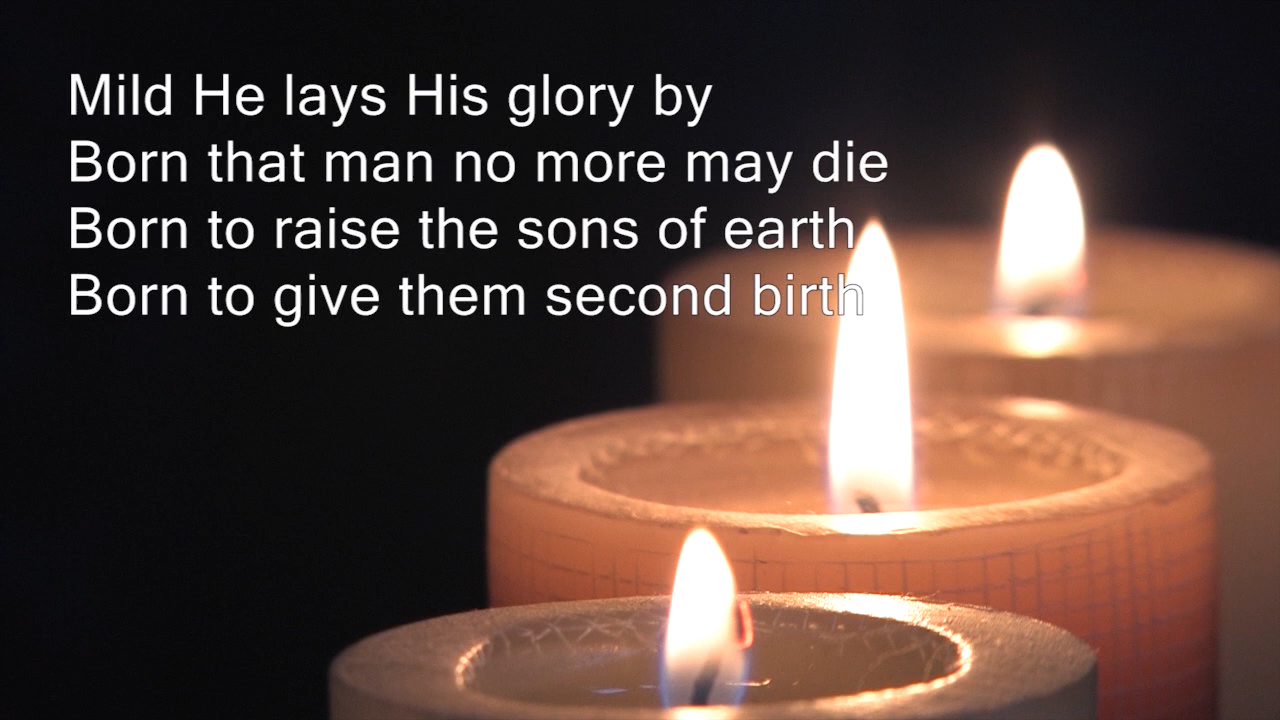 Mild He lays His glory by
Born that man no more may die
Born to raise the sons of earth
Born to give them second birth